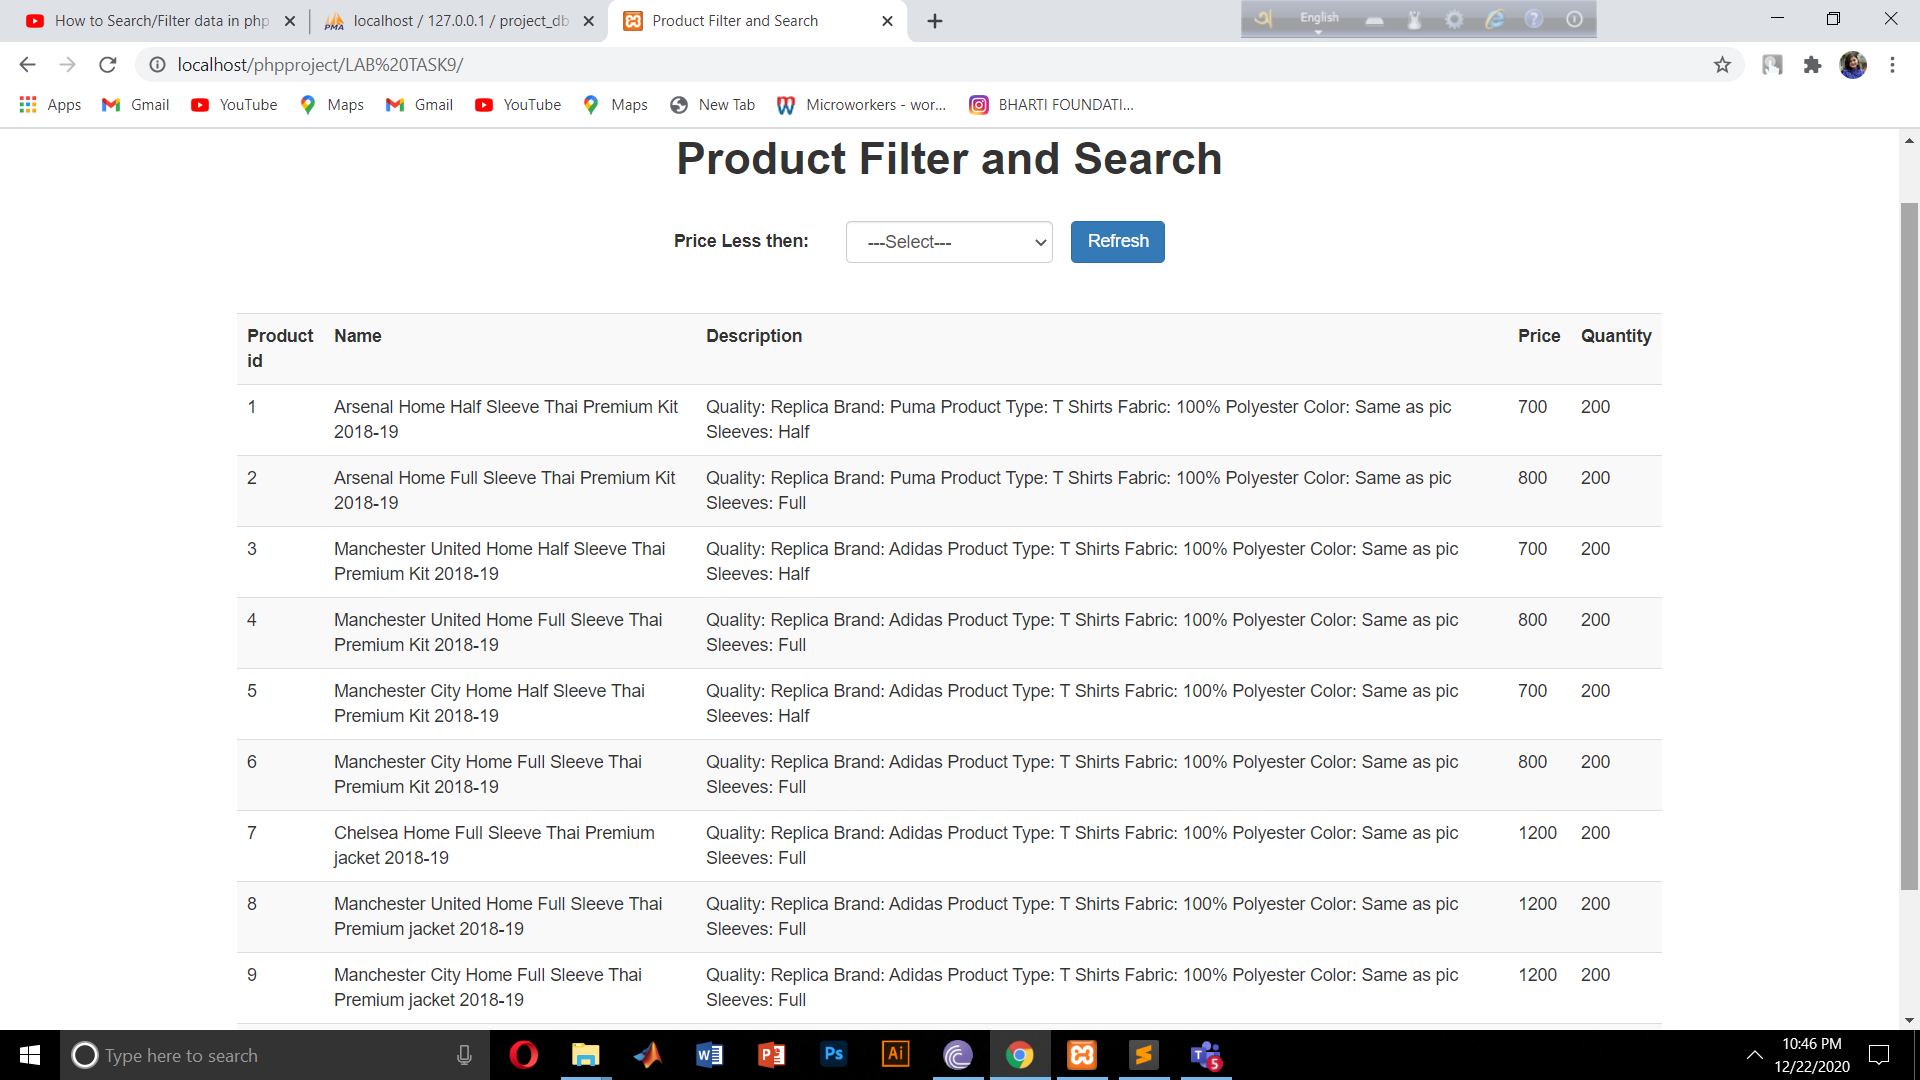 How to Search/Filter data in php
localhost / 127.0.0.1 / project_db
Product Filter and Search
English
localhost/phpproject/LAB%20TASK9/
Apps Gmail YouTube Maps Gmail YouTube Maps New Tab Microworkers - wor... BHARTI FOUNDATI...
Product Filter and Search
Price Less then: ---Select--- Refresh
Product id Name Description Price Quantity
1 Arsenal Home Half Sleeve Thai Premium Kit 2018-19 Quality: Replica Brand: Puma Product Type: T Shirts Fabric: 100% Polyester Color: Same as pic Sleeves: Half 700 200
2 Arsenal Home Full Sleeve Thai Premium Kit 2018-19 Quality: Replica Brand: Puma Product Type: T Shirts Fabric: 100% Polyester Color: Same as pic Sleeves: Full 800 200
3 Manchester United Home Half Sleeve Thai Premium Kit 2018-19 Quality: Replica Brand: Adidas Product Type: T Shirts Fabric: 100% Polyester Color: Same as pic Sleeves: Half 700 200
4 Manchester United Home Full Sleeve Thai Premium Kit 2018-19 Quality: Replica Brand: Adidas Product Type: T Shirts Fabric: 100% Polyester Color: Same as pic Sleeves: Full 800 200
5 Manchester City Home Half Sleeve Thai Premium Kit 2018-19 Quality: Replica Brand: Adidas Product Type: T Shirts Fabric: 100% Polyester Color: Same as pic Sleeves: Half 700 200
6 Manchester City Home Full Sleeve Thai Premium Kit 2018-19 Quality: Replica Brand: Adidas Product Type: T Shirts Fabric: 100% Polyester Color: Same as pic Sleeves: Full 800 200
7 Chelsea Home Full Sleeve Thai Premium jacket 2018-19 Quality: Replica Brand: Adidas Product Type: T Shirts Fabric: 100% Polyester Color: Same as pic Sleeves: Full 1200 200
8 Manchester United Home Full Sleeve Thai Premium jacket 2018-19 Quality: Replica Brand: Adidas Product Type: T Shirts Fabric: 100% Polyester Color: Same as pic Sleeves: Full 1200 200
9 Manchester City Home Full Sleeve Thai Premium jacket 2018-19 Quality: Replica Brand: Adidas Product Type: T Shirts Fabric: 100% Polyester Color: Same as pic Sleeves: Full 1200 200
Type here to search
10:46 PM
12/22/2020